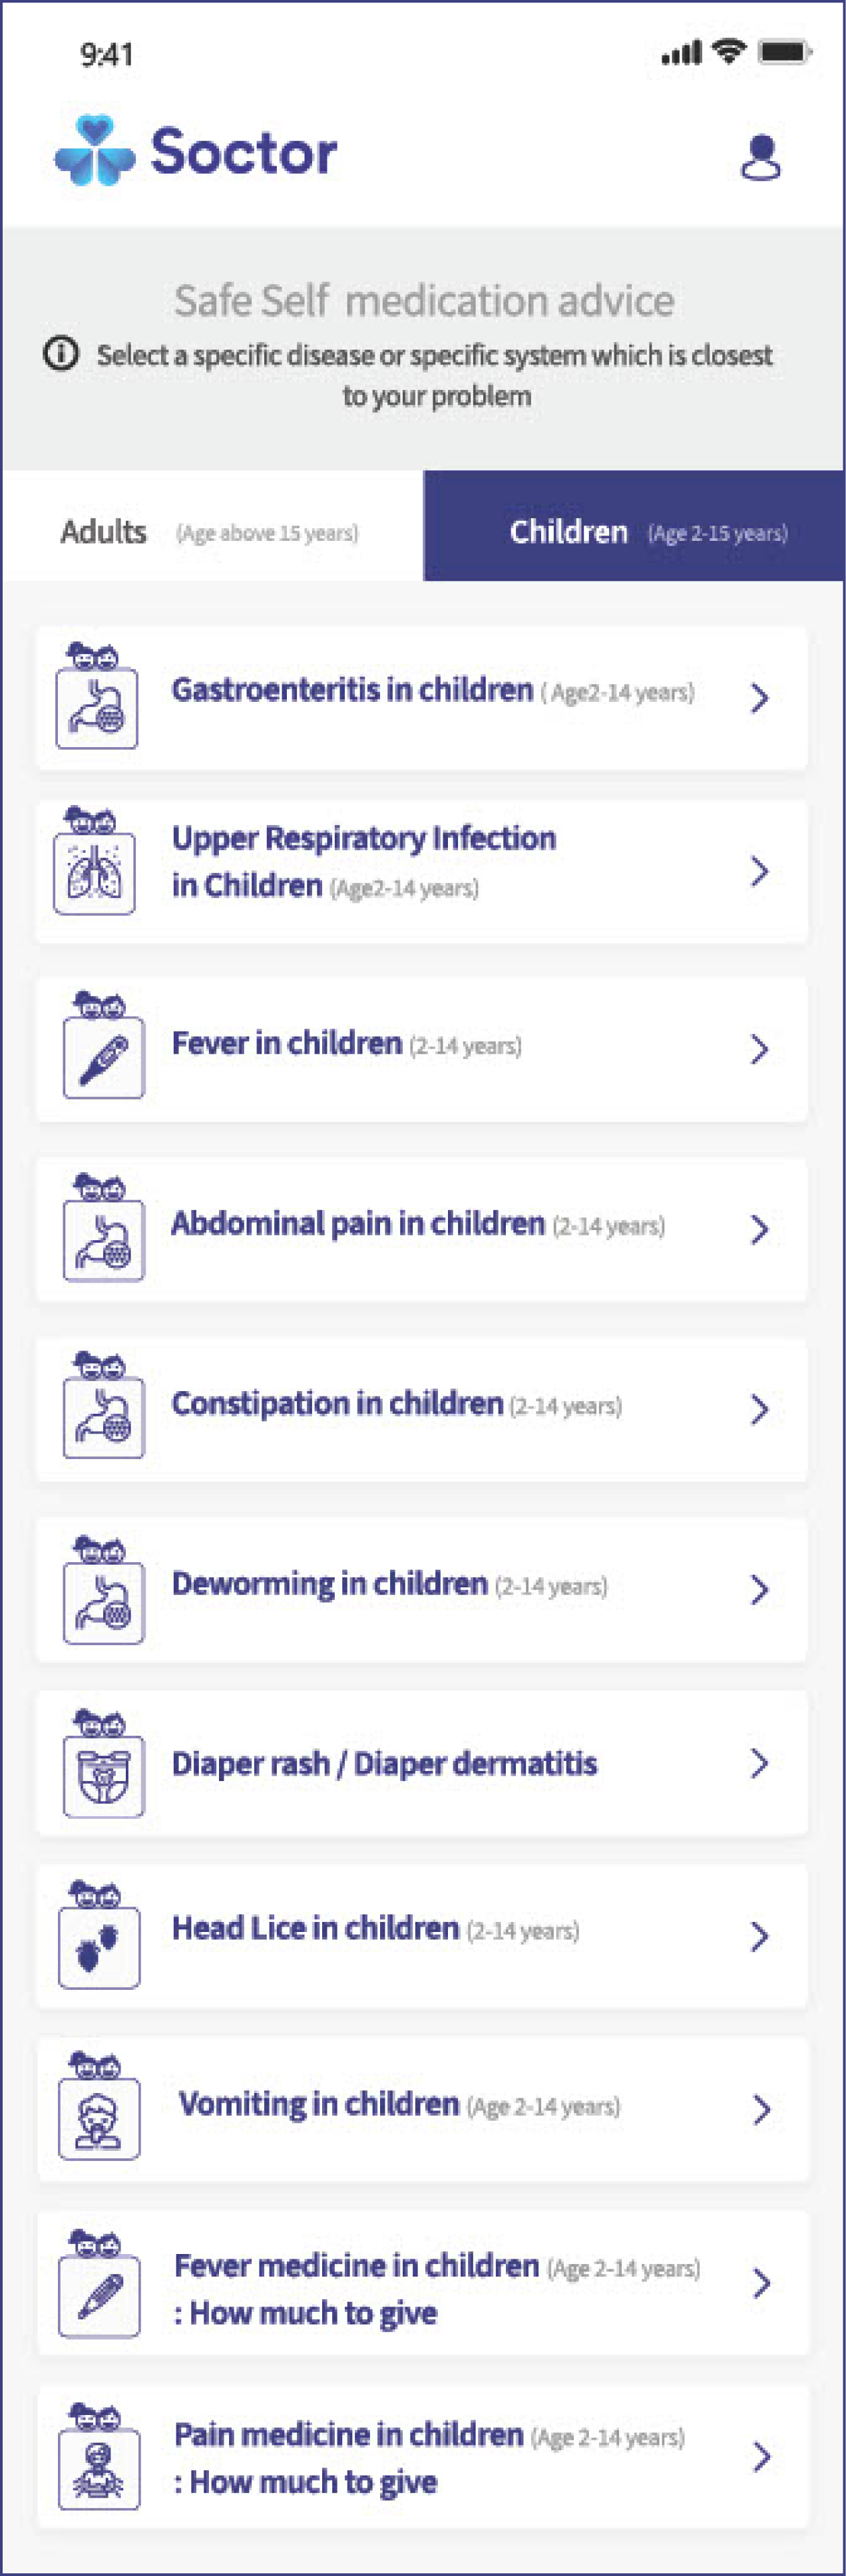 9:41
Soctor
Safe Self medication advice
Select a specific disease or specific system which is closest
to your problem
Adults (Age above 15 years)
Children (Age 2-15 years)
Gastroenteritis in children ( Age2-14 years)
Upper Respiratory Infection
in Children (Age2-14 years)
Fever in children (2-14 years)
Abdominal pain in children (2-14 years)
Constipation in children (2-14 years)
Deworming in children (2-14 years)
Diaper rash / Diaper dermatitis
Head Lice in children (2-14 years)
Vomiting in children (Age 2-14 years)
Fever medicine in children (Age 2-14 years)
: How much to give
Pain medicine in children (Age 2-14 years)
: How much to give